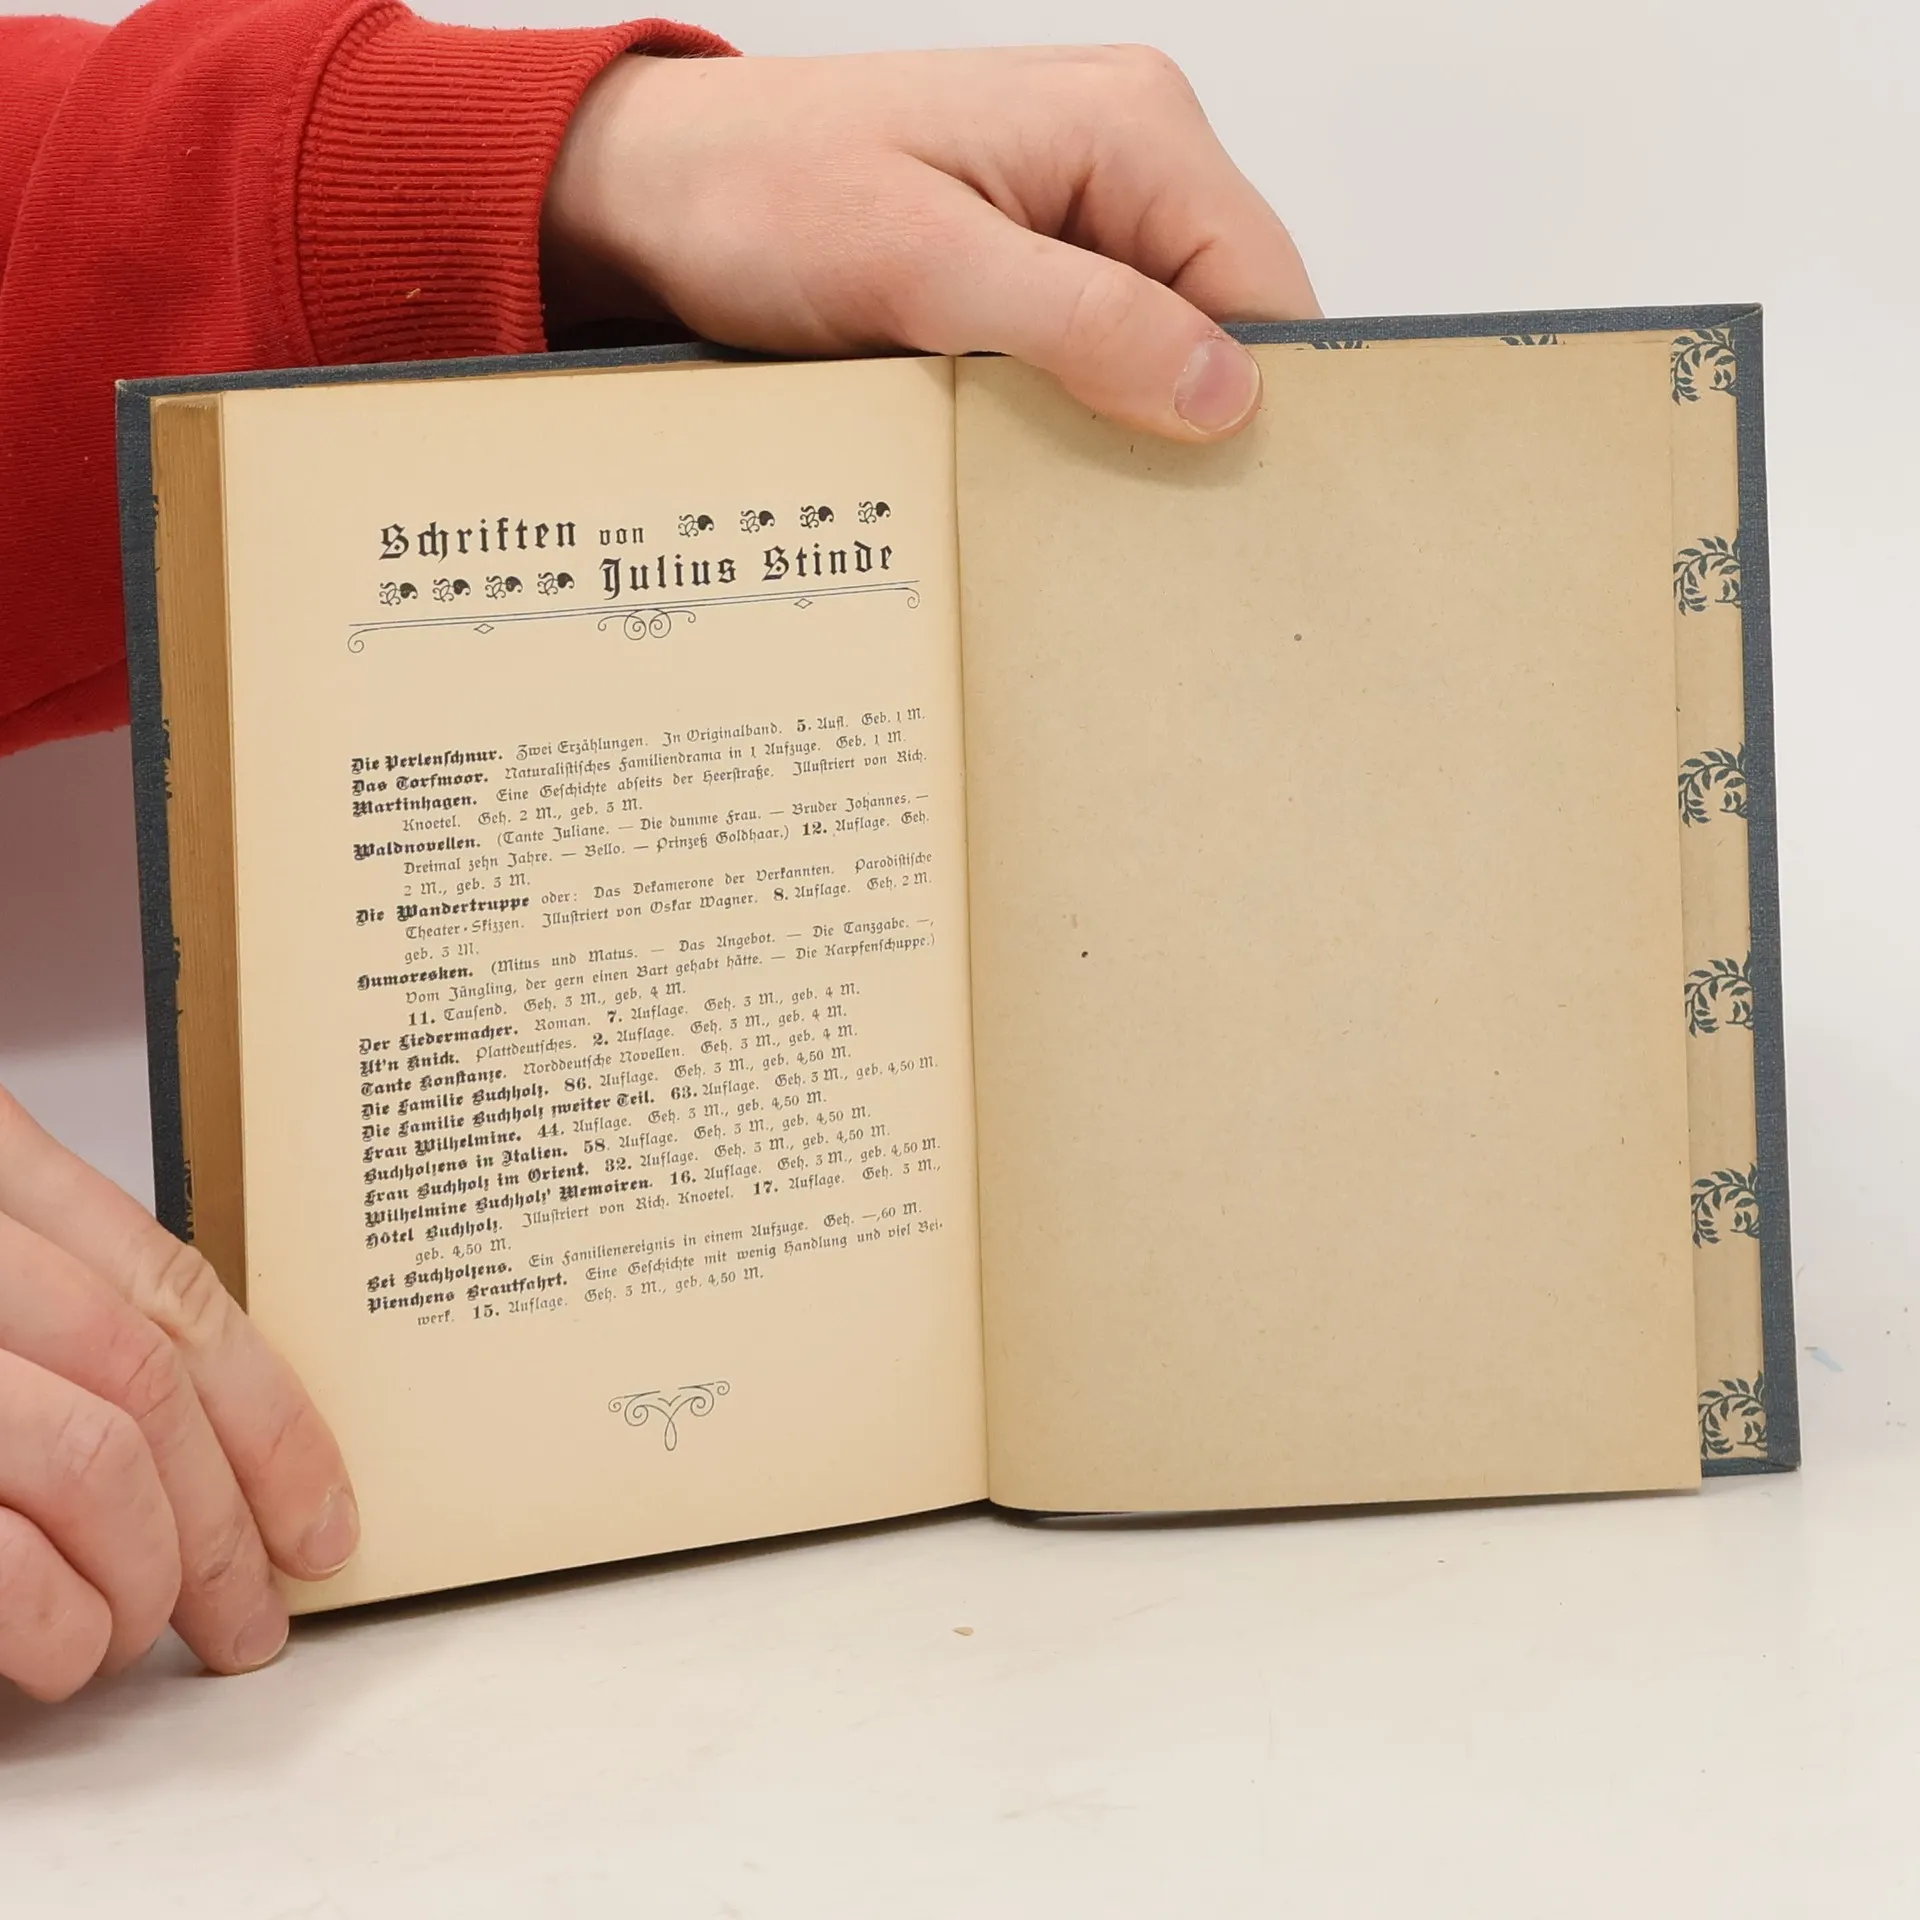 Schriften von
Julius Stinde
Die Perlenschnur. Zwei Erzählungen. In Originalband. 5. Aufl. Geb. 1 M.
Das Torfmoor. Naturalistisches Familiendrama in 1 Aufzuge. Geh. 1 M.
Martinhagen. Eine Geschichte abseits der Heerstraße. Illustriert von Rich.
Knoetel. Geh. 2 M., geb. 3 M.
Waldnovellen. (Tante Juliane. — Die dumme Frau. — Bruder Johannes. —
Dreimal zehn Jahre. — Bello. — Prinzeß Goldhaar.) 12. Auflage. Geh.
2 M., geb. 3 M.
Die Wandertruppe oder: Das Dekamerone der Verkannten. Parodistische
Theater-Skizzen. Illustriert von Oskar Wagner. 8. Auflage. Geh. 2 M.
geb. 3 M.
Humoresken. (Mitus und Matus. — Das Angebot. — Die Tanzgabe. —,
Vom Jüngling, der gern einen Bart gehabt hätte. — Die Karpfenschuppe.)
11. Tausend. Geh. 3 M., geb. 4 M.
Der Liedermacher. Roman. 7. Auflage. Geh. 3 M., geb. 4 M.
Ut'n Knick. Plattdeutsches. 2. Auflage. Geh. 3 M., geb. 4 M.
Tante Konstanze. Norddeutsche Novellen. Geh. 3 M., geb. 4 M.
Die Familie Buchholz. 86. Auflage. Geh. 3 M., geb. 4,50 M.
Die Familie Buchholz zweiter Teil. 63. Auflage. Geh. 3 M., geb. 4,50 M.
Frau Wilhelmine. 44. Auflage. Geh. 3 M., geb. 4,50 M.
Buchholzens in Italien. 58. Auflage. Geh. 3 M., geb. 4,50 M.
Frau Buchholz im Orient. 32. Auflage. Geh. 3 M., geb. 4,50 M.
Wilhelmine Buchholz' Memoiren. 16. Auflage. Geh. 3 M., geb. 4,50 M.
Hôtel Buchholz. Illustriert von Rich. Knoetel. 17. Auflage. Geh. 3 M.,
geb. 4,50 M.
Bei Buchholzens. Ein Familienereignis in einem Aufzuge. Geh. —,60 M.
Pienchens Brautfahrt. Eine Geschichte mit wenig Handlung und viel Bei-
werk. 15. Auflage. Geh. 3 M., geb. 4,50 M.